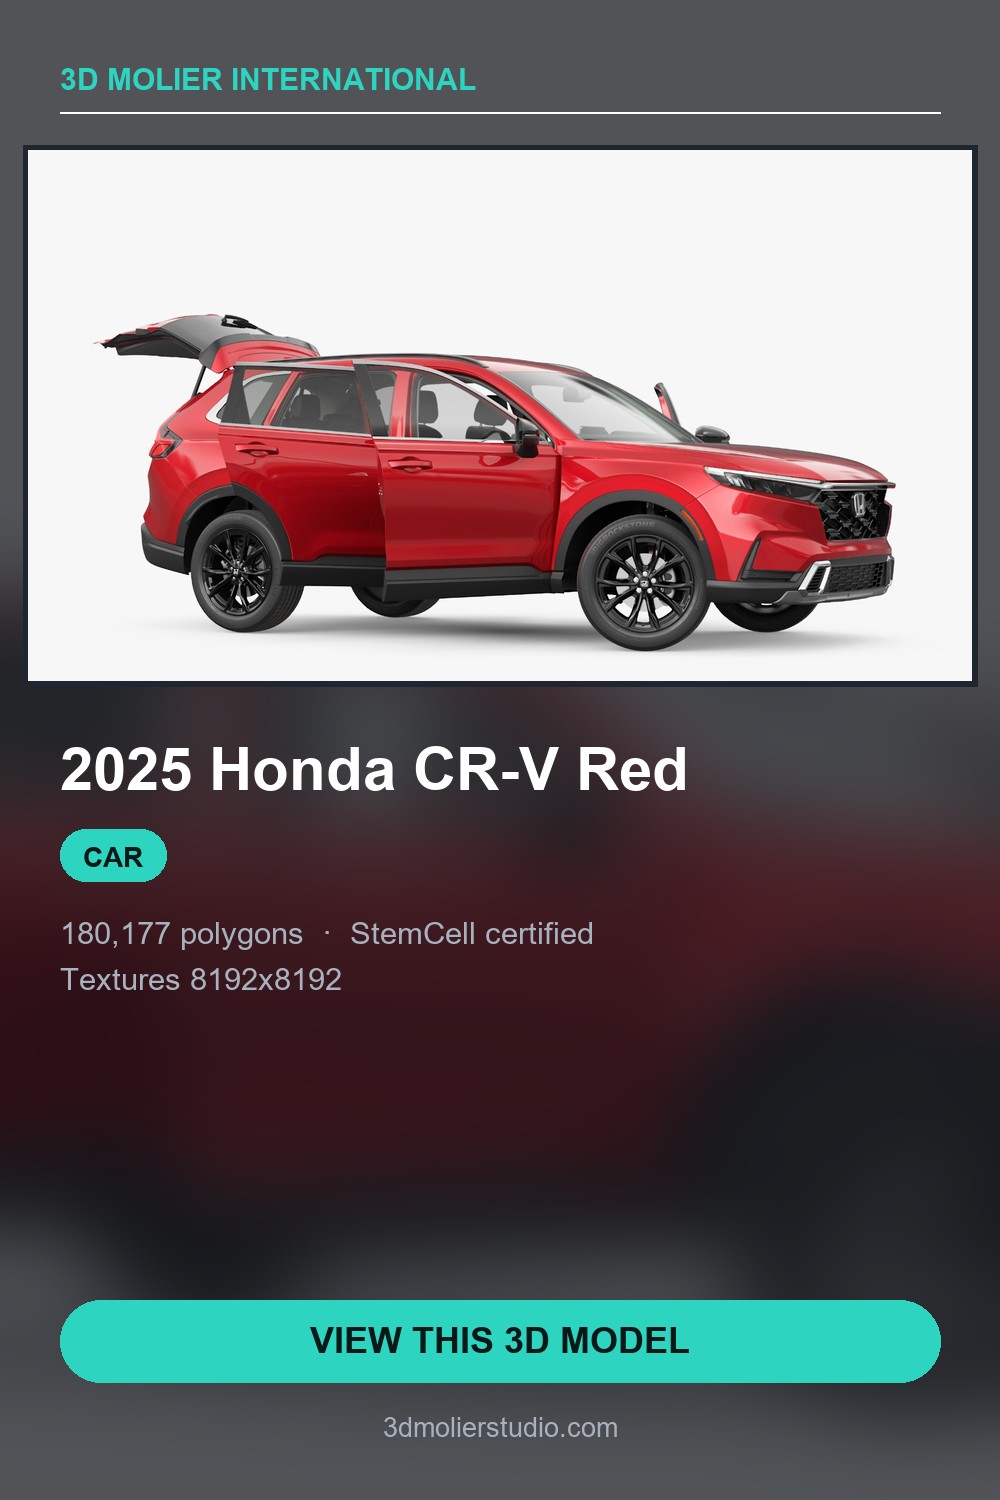 3D MOLIER INTERNATIONAL
2025 Honda CR-V Red
CAR
180,177 polygons · StemCell certified
Textures 8192x8192
VIEW THIS 3D MODEL
3dmolierstudio.com